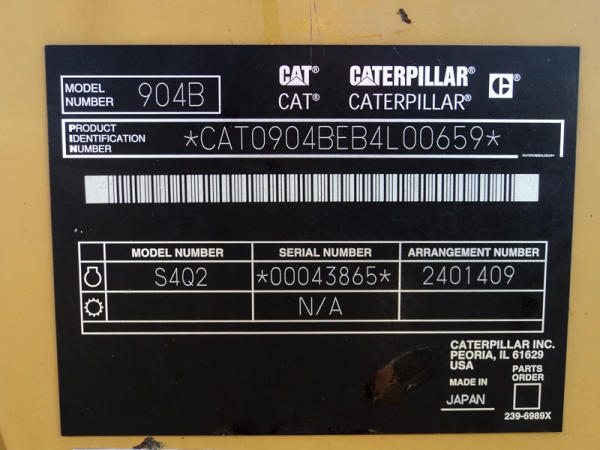 CAT® CATERPILLAR® C®
CAT® CATERPILLAR®
MODEL NUMBER 904B
PRODUCT IDENTIFICATION NUMBER *CAT0904BEB4L00659*
*CAT0904BEB4L00659*
MODEL NUMBER SERIAL NUMBER ARRANGEMENT NUMBER
S4Q2 *00043865* 2401409
N/A
CATERPILLAR INC.
PEORIA, IL 61629
USA
PARTS ORDER
MADE IN
JAPAN
239-6989X